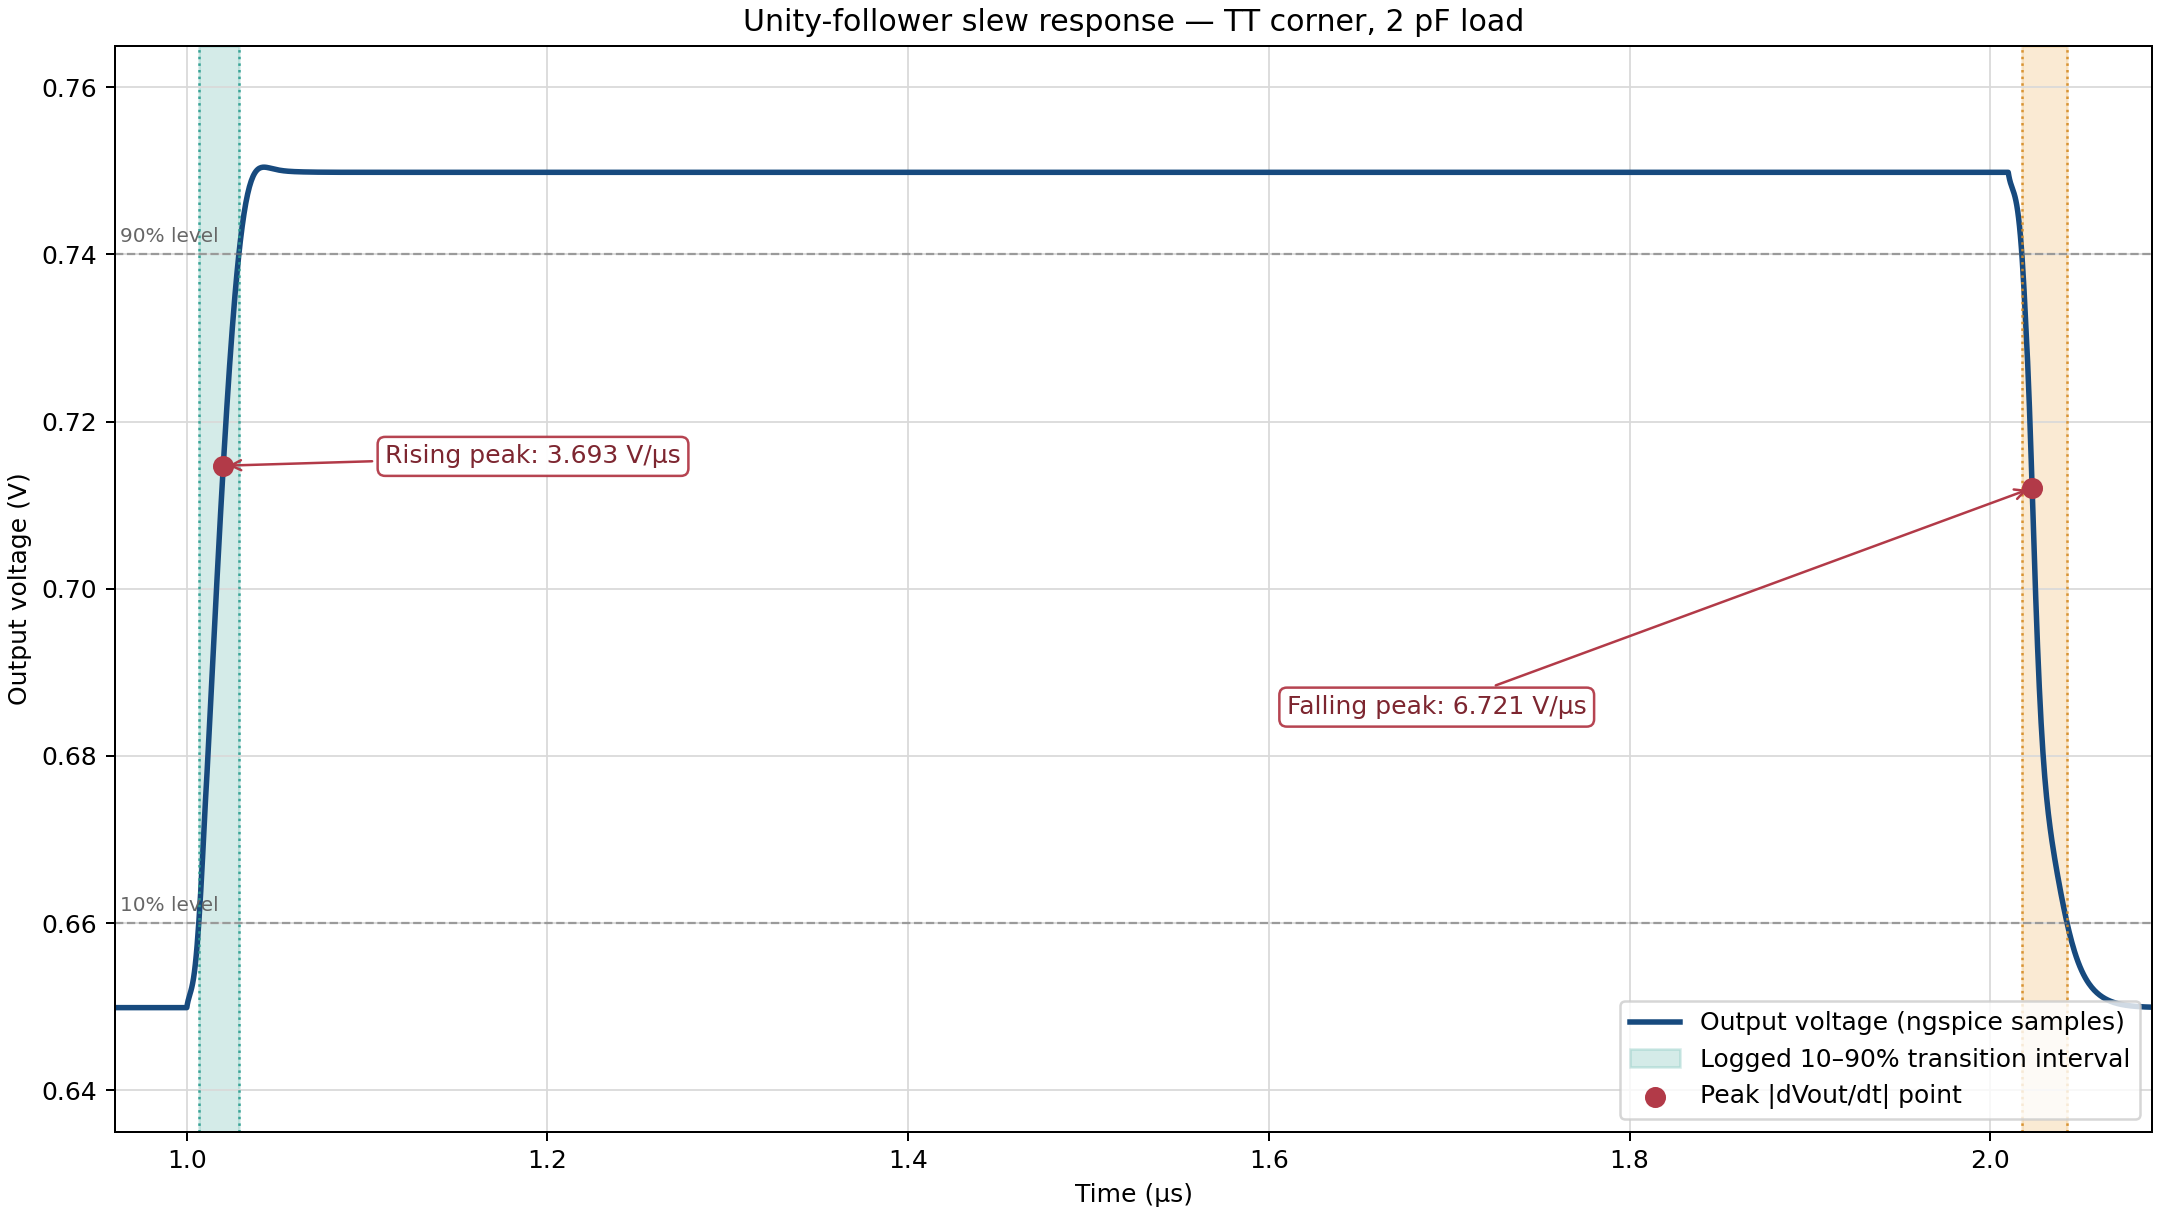 Unity-follower slew response — TT corner, 2 pF load
Output voltage (V)
0.76
0.74
0.72
0.70
0.68
0.66
0.64
90% level
10% level
Rising peak: 3.693 V/µs
Falling peak: 6.721 V/µs
Output voltage (ngspice samples)
Logged 10–90% transition interval
Peak |dVout/dt| point
1.0
1.2
1.4
1.6
1.8
2.0
Time (µs)